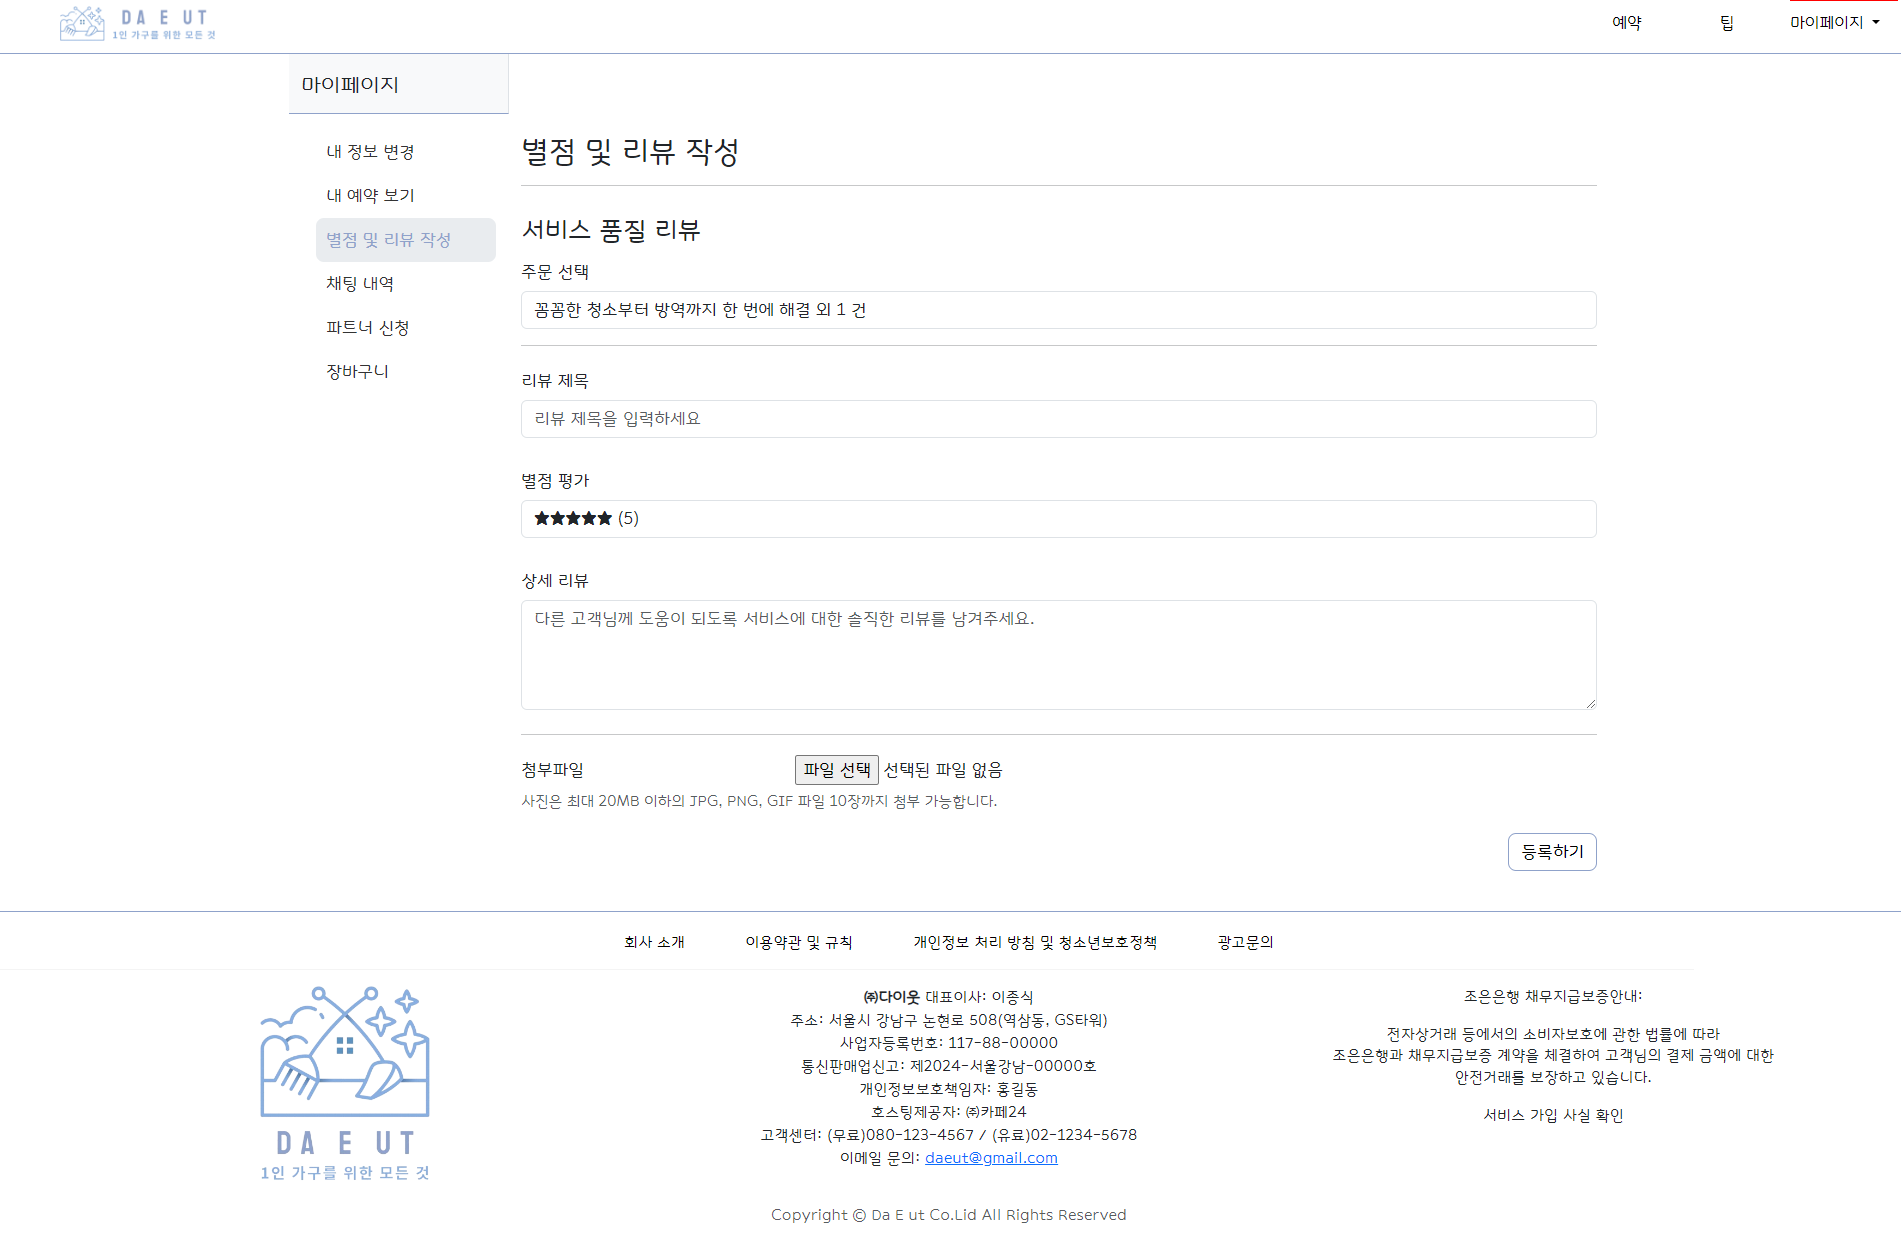 DA E UT
1인 가구를 위한 모든 것
예약
팁
마이페이지
마이페이지
내 정보 변경
내 예약 보기
별점 및 리뷰 작성
채팅 내역
파트너 신청
장바구니
별점 및 리뷰 작성
서비스 품질 리뷰
주문 선택
꼼꼼한 청소부터 방역까지 한 번에 해결 외 1 건
리뷰 제목
리뷰 제목을 입력하세요
별점 평가
★★★★★ (5)
상세 리뷰
다른 고객님께 도움이 되도록 서비스에 대한 솔직한 리뷰를 남겨주세요.
첨부파일
파일 선택 선택된 파일 없음
사진은 최대 20MB 이하의 JPG, PNG, GIF 파일 10장까지 첨부 가능합니다.
등록하기
회사 소개
이용약관 및 규칙
개인정보 처리 방침 및 청소년보호정책
광고문의
DA E UT
1인 가구를 위한 모든 것
㈜다이웃 대표이사: 이종식
주소: 서울시 강남구 논현로 508(역삼동, GS타워)
사업자등록번호: 117-88-00000
통신판매업신고: 제2024-서울강남-00000호
개인정보보호책임자: 홍길동
호스팅제공자: ㈜카페24
고객센터: (무료)080-123-4567 / (유료)02-1234-5678
이메일 문의: daeut@gmail.com
조은은행 채무지급보증안내:
전자상거래 등에서의 소비자보호에 관한 법률에 따라
조은은행과 채무지급보증 계약을 체결하여 고객님의 결제 금액에 대한
안전거래를 보장하고 있습니다.
서비스 가입 사실 확인
Copyright © Da E ut Co.Lid All Rights Reserved